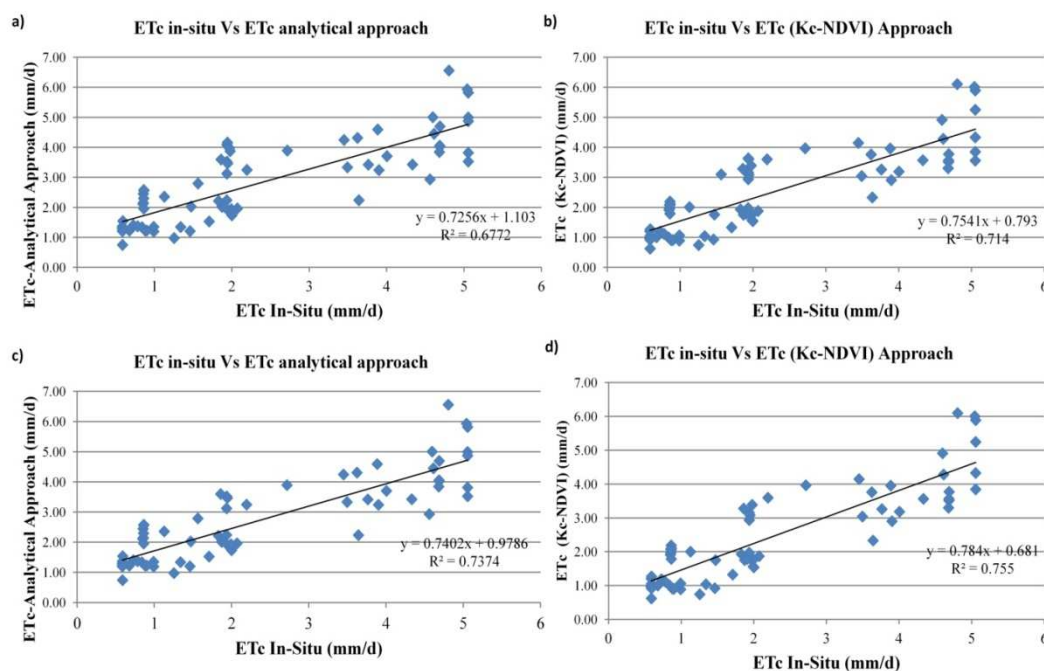 a)
ETc in-situ Vs ETc analytical approach
ETc-Analytical Approach (mm/d)
7.00
6.00
5.00
4.00
3.00
2.00
1.00
0.00
y = 0.7256x + 1.103
R² = 0.6772
0 1 2 3 4 5 6
ETc In-Situ (mm/d)
b)
ETc in-situ Vs ETc (Kc-NDVI) Approach
ETc (Kc-NDVI) (mm/d)
7.00
6.00
5.00
4.00
3.00
2.00
1.00
0.00
y = 0.7541x + 0.793
R² = 0.714
0 1 2 3 4 5 6
ETc In-Situ (mm/d)
c)
ETc in-situ Vs ETc analytical approach
ETc-Analytical Approach (mm/d)
7.00
6.00
5.00
4.00
3.00
2.00
1.00
0.00
y = 0.7402x + 0.9786
R² = 0.7374
0 1 2 3 4 5 6
ETc In-Situ (mm/d)
d)
ETc in-situ Vs ETc (Kc-NDVI) Approach
ETc (Kc-NDVI) (mm/d)
7.00
6.00
5.00
4.00
3.00
2.00
1.00
0.00
y = 0.784x + 0.681
R² = 0.755
0 1 2 3 4 5 6
ETc In-Situ (mm/d)